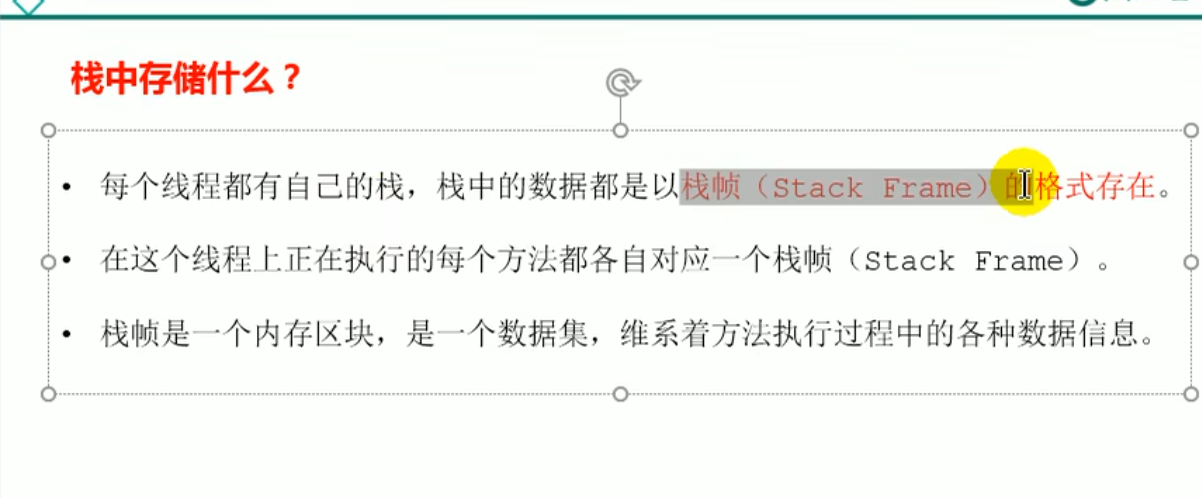 栈中存储什么？
• 每个线程都有自己的栈，栈中的数据都是以栈帧（Stack Frame）的格式存在。
• 在这个线程上正在执行的每个方法都各自对应一个栈帧（Stack Frame）。
• 栈帧是一个内存区块，是一个数据集，维系着方法执行过程中的各种数据信息。